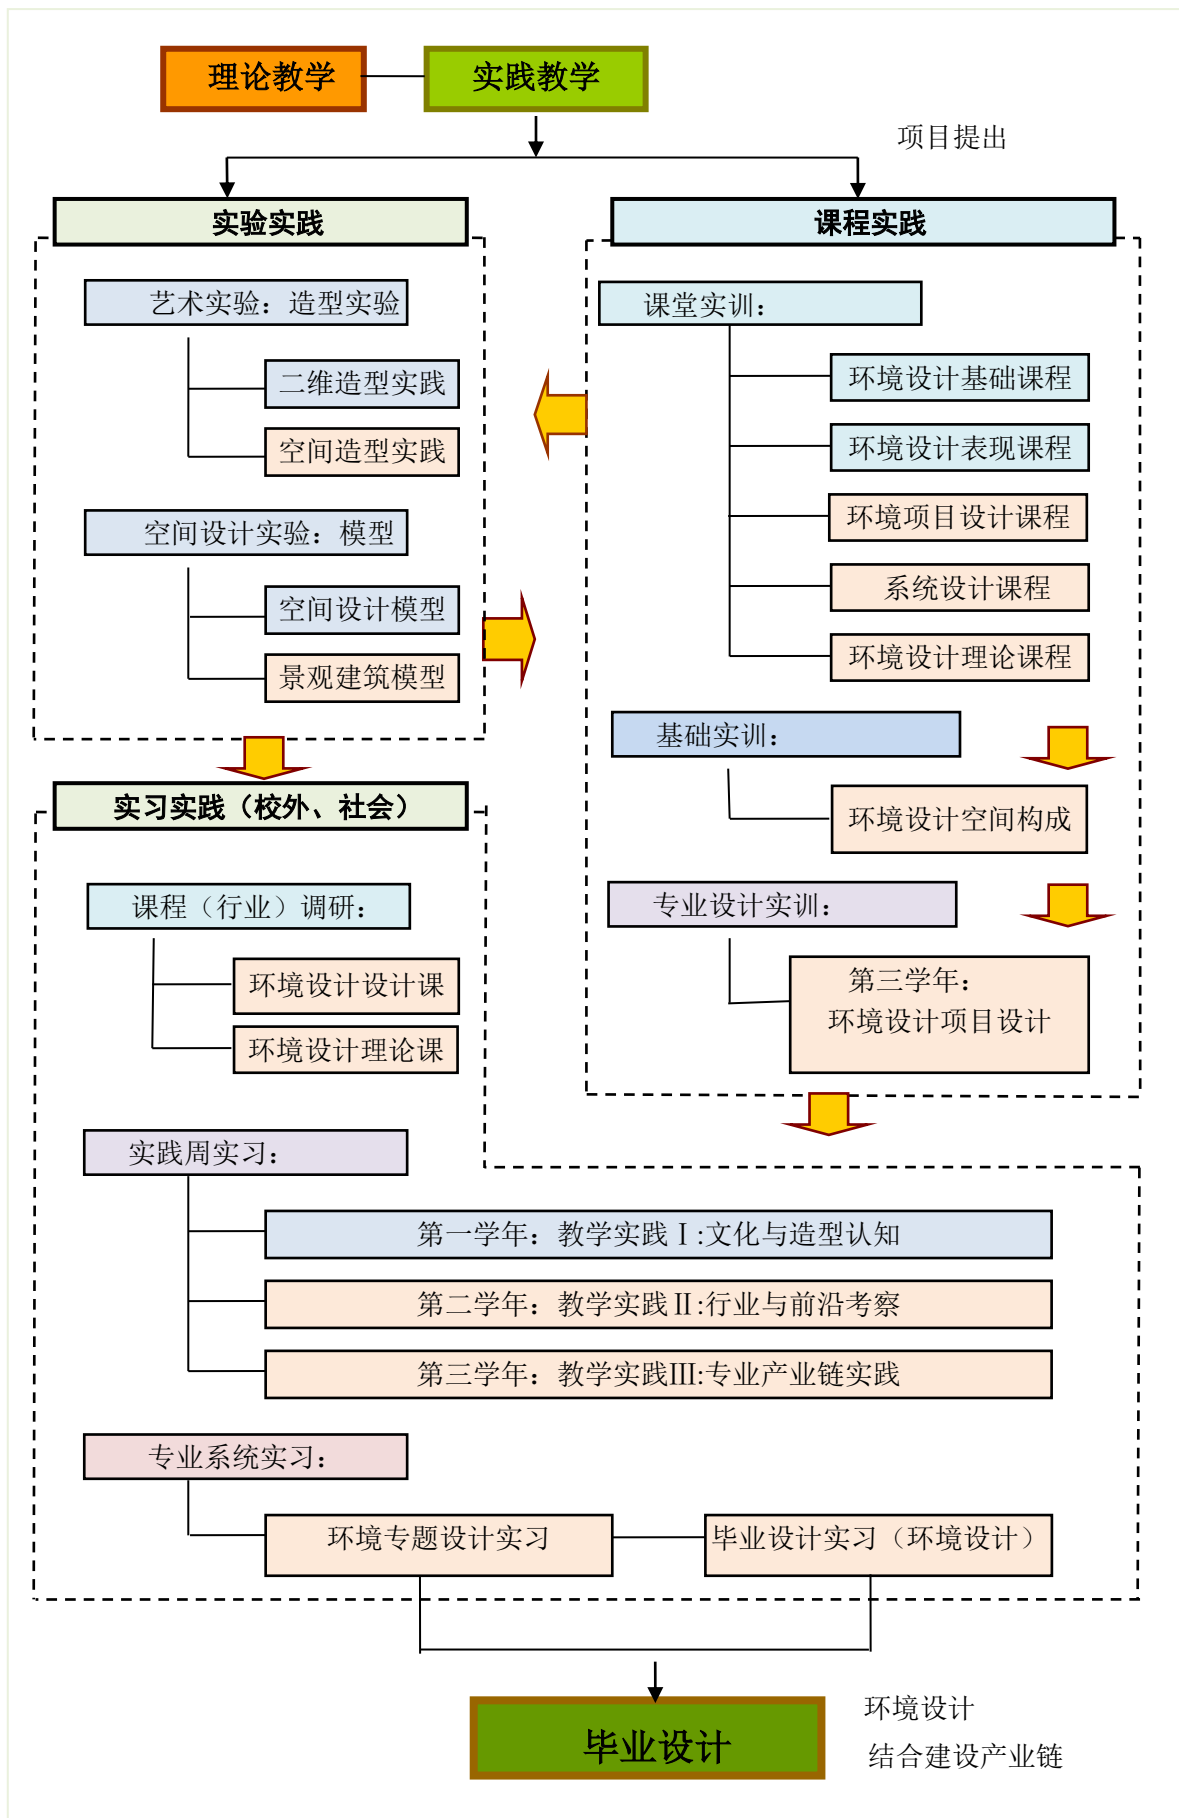 理论教学
实践教学
项目提出
实验实践
课程实践
艺术实验：造型实验
二维造型实践
空间造型实践
空间设计实验：模型
空间设计模型
景观建筑模型
课堂实训：
环境设计基础课程
环境设计表现课程
环境项目设计课程
系统设计课程
环境设计理论课程
基础实训：
环境设计空间构成
专业设计实训：
第三学年：
环境设计项目设计
实习实践（校外、社会）
课程（行业）调研：
环境设计设计课
环境设计理论课
实践周实习：
第一学年：教学实践Ⅰ:文化与造型认知
第二学年：教学实践Ⅱ:行业与前沿考察
第三学年：教学实践Ⅲ:专业产业链实践
专业系统实习：
环境专题设计实习
毕业设计实习（环境设计）
毕业设计
环境设计
结合建设产业链